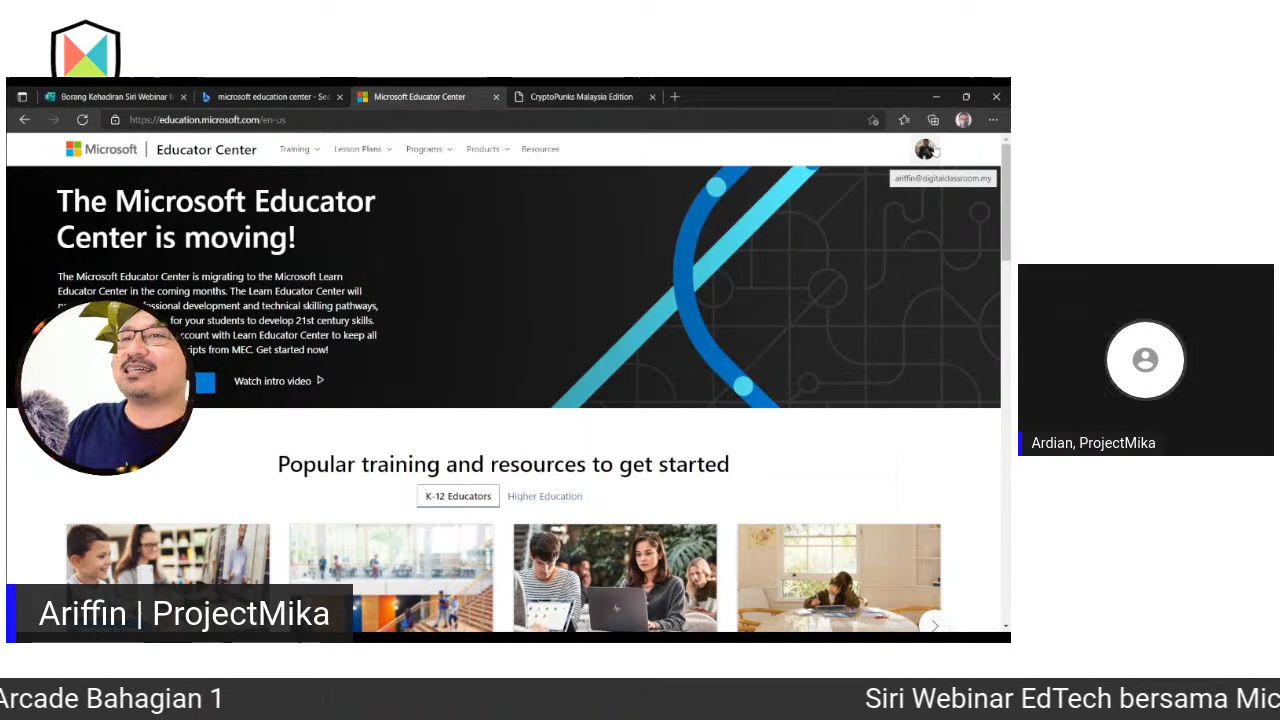 Borang Kehadiran Siri Webinar
microsoft education center - Sea
Microsoft Educator Center
CryptoPunks Malaysia Edition
https://education.microsoft.com/en-us
Microsoft | Educator Center
Training
Lesson Plans
Programs
Products
Resources
ariffin@digitalclassroom.my
The Microsoft Educator
Center is moving!
The Microsoft Educator Center is migrating to the Microsoft Learn
Educator Center in the coming months. The Learn Educator Center will
fessional development and technical skilling pathways,
for your students to develop 21st century skills.
ccount with Learn Educator Center to keep all
ripts from MEC. Get started now!
Watch intro video
Popular training and resources to get started
K-12 Educators
Higher Education
Ariffin | ProjectMika
Ardian, ProjectMika
Arcade Bahagian 1
Siri Webinar EdTech bersama Mic